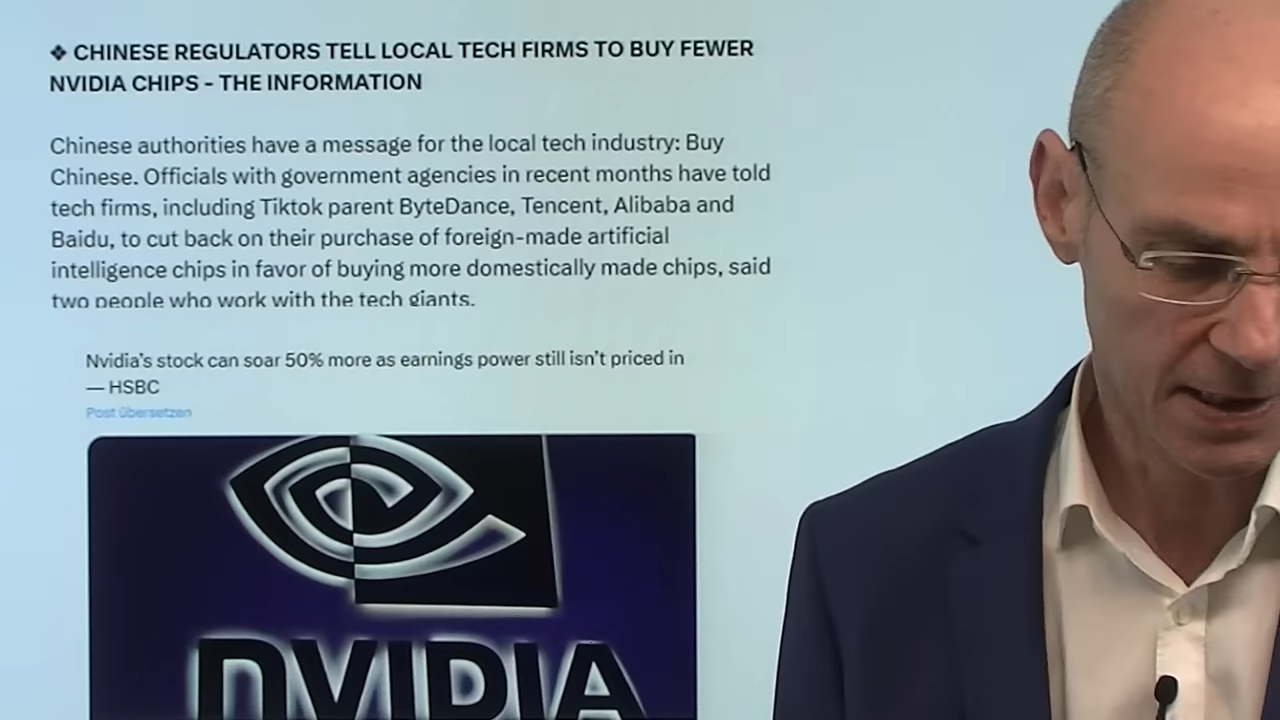 ❖ CHINESE REGULATORS TELL LOCAL TECH FIRMS TO BUY FEWER
NVIDIA CHIPS - THE INFORMATION
Chinese authorities have a message for the local tech industry: Buy
Chinese. Officials with government agencies in recent months have told
tech firms, including Tiktok parent ByteDance, Tencent, Alibaba and
Baidu, to cut back on their purchase of foreign-made artificial
intelligence chips in favor of buying more domestically made chips, said
two people who work with the tech giants.
Nvidia's stock can soar 50% more as earnings power still isn't priced in
— HSBC
Post übersetzen
NVIDIA